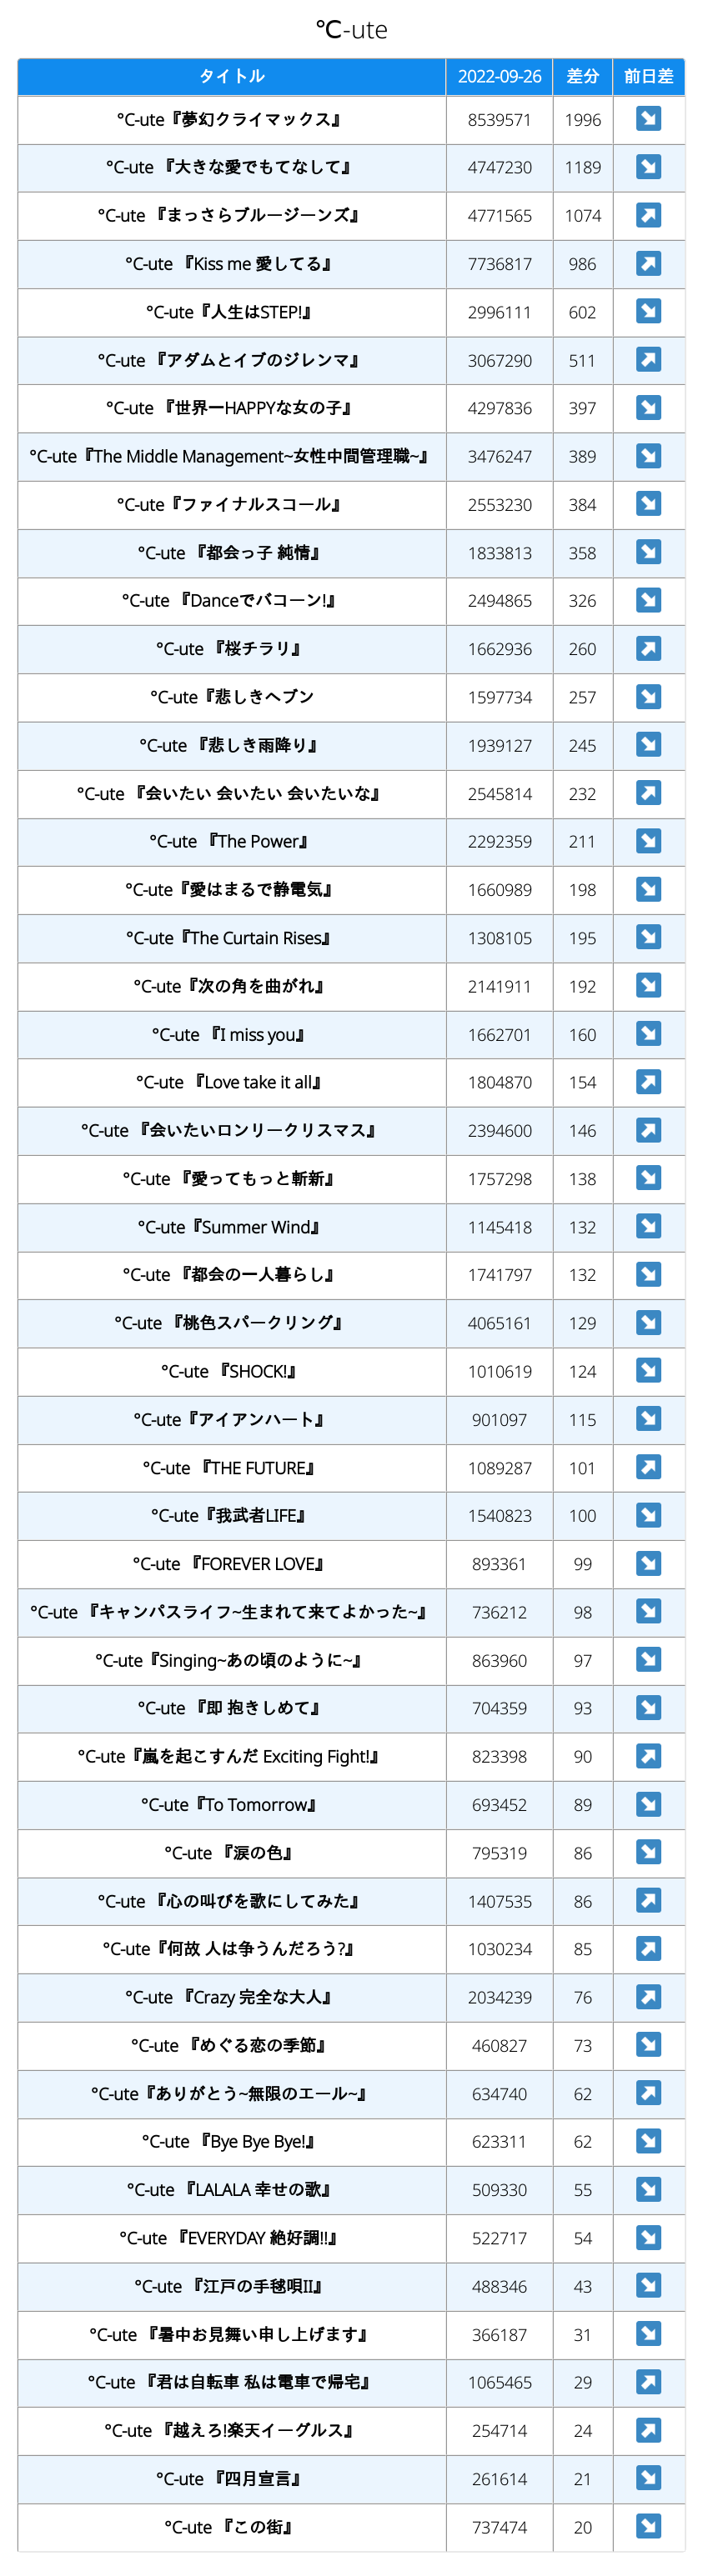 ℃-ute
タイトル 2022-09-26 差分 前日差
℃-ute『夢幻クライマックス』 8539571 1996 ↘
℃-ute 『大きな愛でもてなして』 4747230 1189 ↘
℃-ute 『まっさらブルージーンズ』 4771565 1074 ↗
℃-ute 『Kiss me 愛してる』 7736817 986 ↗
℃-ute『人生はSTEP!』 2996111 602 ↘
℃-ute 『アダムとイブのジレンマ』 3067290 511 ↗
℃-ute 『世界一HAPPYな女の子』 4297836 397 ↘
℃-ute『The Middle Management~女性中間管理職~』 3476247 389 ↘
℃-ute『ファイナルスコール』 2553230 384 ↘
℃-ute 『都会っ子 純情』 1833813 358 ↘
℃-ute 『Danceでバコーン!』 2494865 326 ↘
℃-ute 『桜チラリ』 1662936 260 ↗
℃-ute『悲しきヘブン 1597734 257 ↘
℃-ute 『悲しき雨降り』 1939127 245 ↘
℃-ute 『会いたい 会いたい 会いたいな』 2545814 232 ↗
℃-ute 『The Power』 2292359 211 ↘
℃-ute『愛はまるで静電気』 1660989 198 ↘
℃-ute『The Curtain Rises』 1308105 195 ↘
℃-ute『次の角を曲がれ』 2141911 192 ↘
℃-ute 『I miss you』 1662701 160 ↘
℃-ute 『Love take it all』 1804870 154 ↗
℃-ute 『会いたいロンリークリスマス』 2394600 146 ↗
℃-ute 『愛ってもっと斬新』 1757298 138 ↘
℃-ute『Summer Wind』 1145418 132 ↘
℃-ute 『都会の一人暮らし』 1741797 132 ↘
℃-ute 『桃色スパークリング』 4065161 129 ↘
℃-ute 『SHOCK!』 1010619 124 ↘
℃-ute『アイアンハート』 901097 115 ↘
℃-ute 『THE FUTURE』 1089287 101 ↗
℃-ute『我武者LIFE』 1540823 100 ↘
℃-ute 『FOREVER LOVE』 893361 99 ↘
℃-ute 『キャンパスライフ~生まれて来てよかった~』 736212 98 ↘
℃-ute『Singing~あの頃のように~』 863960 97 ↘
℃-ute 『即 抱きしめて』 704359 93 ↘
℃-ute『嵐を起こすんだ Exciting Fight!』 823398 90 ↗
℃-ute『To Tomorrow』 693452 89 ↘
℃-ute 『涙の色』 795319 86 ↘
℃-ute 『心の叫びを歌にしてみた』 1407535 86 ↗
℃-ute『何故 人は争うんだろう?』 1030234 85 ↗
℃-ute 『Crazy 完全な大人』 2034239 76 ↗
℃-ute 『めぐる恋の季節』 460827 73 ↘
℃-ute『ありがとう~無限のエール~』 634740 62 ↗
℃-ute 『Bye Bye Bye!』 623311 62 ↘
℃-ute 『LALALA 幸せの歌』 509330 55 ↘
℃-ute 『EVERYDAY 絶好調!!』 522717 54 ↘
℃-ute 『江戸の手毬唄II』 488346 43 ↘
℃-ute 『暑中お見舞い申し上げます』 366187 31 ↘
℃-ute 『君は自転車 私は電車で帰宅』 1065465 29 ↗
℃-ute 『越えろ!楽天イーグルス』 254714 24 ↗
℃-ute 『四月宣言』 261614 21 ↘
℃-ute 『この街』 737474 20 ↘